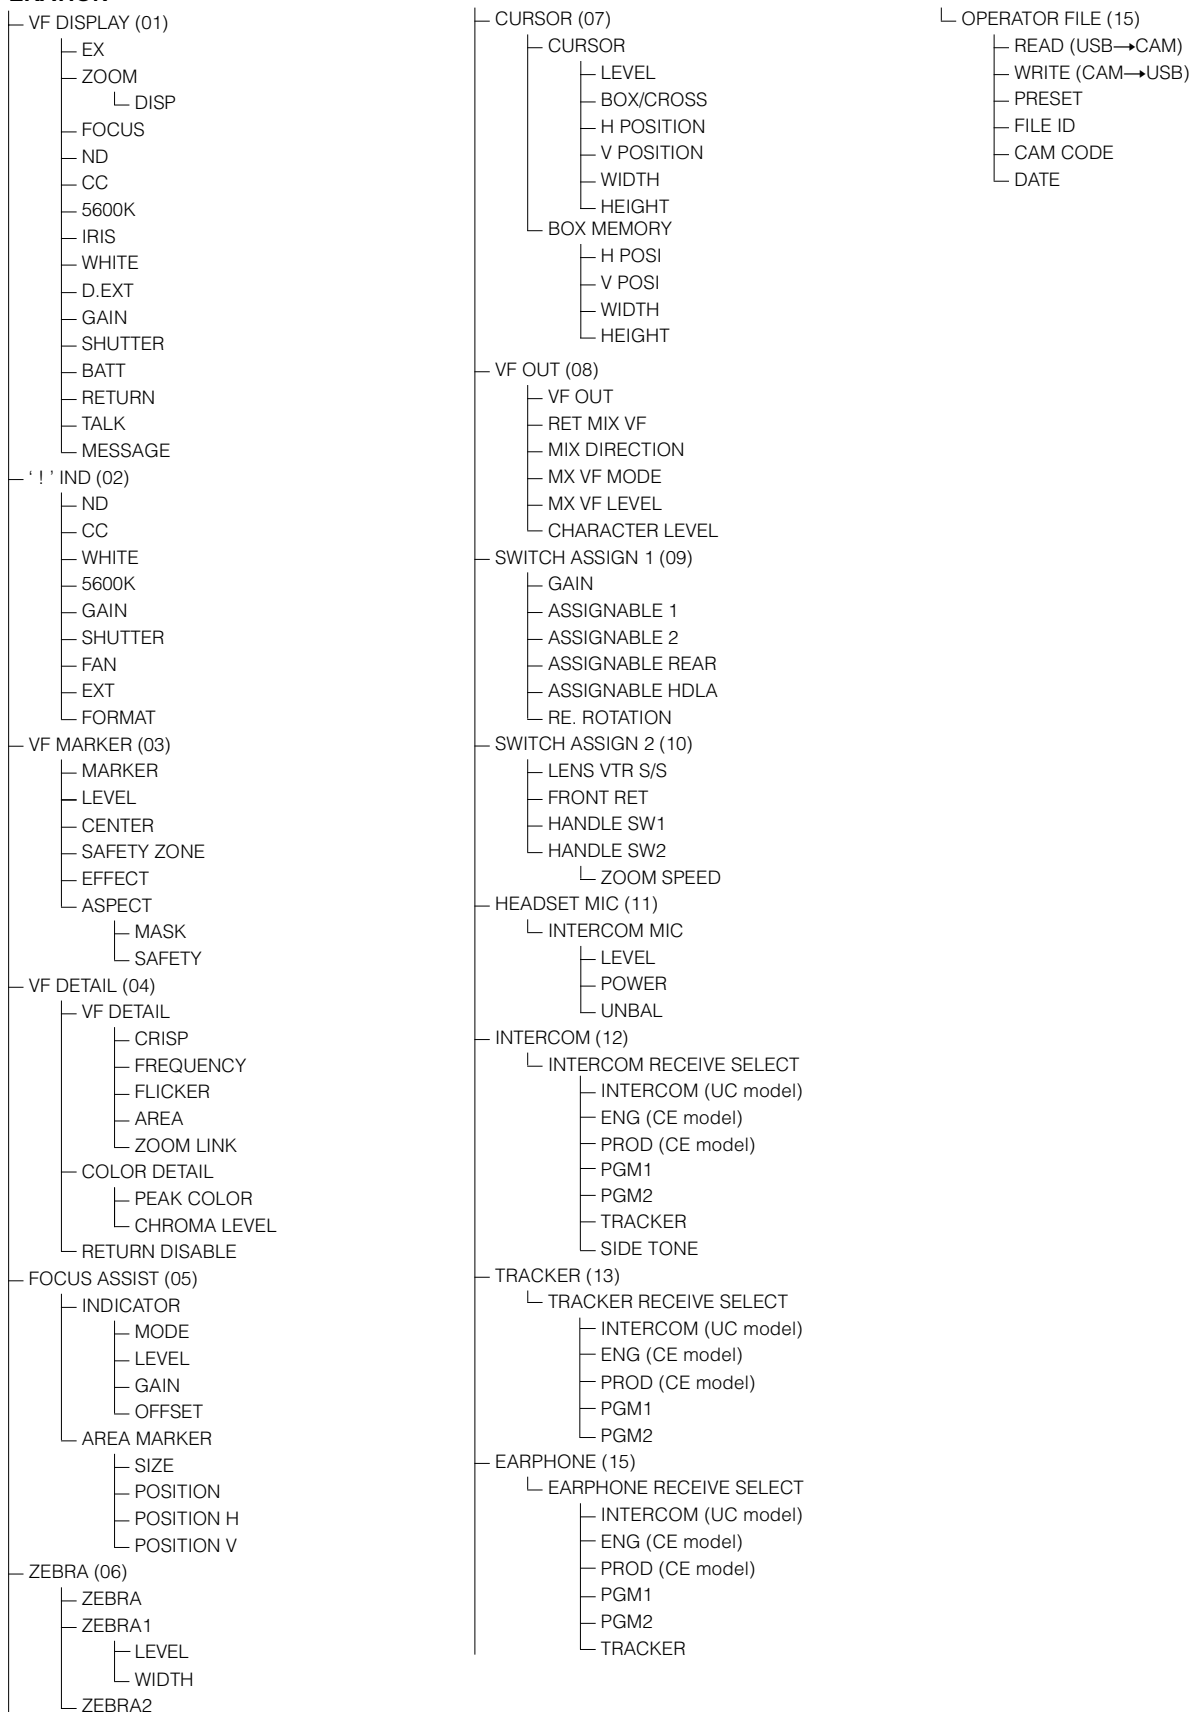 VF DISPLAY (01)
EX
ZOOM
DISP
FOCUS
ND
CC
5600K
IRIS
WHITE
D.EXT
GAIN
SHUTTER
BATT
RETURN
TALK
MESSAGE
‘ ! ’ IND (02)
ND
CC
WHITE
5600K
GAIN
SHUTTER
FAN
EXT
FORMAT
VF MARKER (03)
MARKER
LEVEL
CENTER
SAFETY ZONE
EFFECT
ASPECT
MASK
SAFETY
VF DETAIL (04)
VF DETAIL
CRISP
FREQUENCY
FLICKER
AREA
ZOOM LINK
COLOR DETAIL
PEAK COLOR
CHROMA LEVEL
RETURN DISABLE
FOCUS ASSIST (05)
INDICATOR
MODE
LEVEL
GAIN
OFFSET
AREA MARKER
SIZE
POSITION
POSITION H
POSITION V
ZEBRA (06)
ZEBRA
ZEBRA1
LEVEL
WIDTH
ZEBRA2
CURSOR (07)
CURSOR
LEVEL
BOX/CROSS
H POSITION
V POSITION
WIDTH
HEIGHT
BOX MEMORY
H POSI
V POSI
WIDTH
HEIGHT
VF OUT (08)
VF OUT
RET MIX VF
MIX DIRECTION
MX VF MODE
MX VF LEVEL
CHARACTER LEVEL
SWITCH ASSIGN 1 (09)
GAIN
ASSIGNABLE 1
ASSIGNABLE 2
ASSIGNABLE REAR
ASSIGNABLE HDLA
RE. ROTATION
SWITCH ASSIGN 2 (10)
LENS VTR S/S
FRONT RET
HANDLE SW1
HANDLE SW2
ZOOM SPEED
HEADSET MIC (11)
INTERCOM MIC
LEVEL
POWER
UNBAL
INTERCOM (12)
INTERCOM RECEIVE SELECT
INTERCOM (UC model)
ENG (CE model)
PROD (CE model)
PGM1
PGM2
TRACKER
SIDE TONE
TRACKER (13)
TRACKER RECEIVE SELECT
INTERCOM (UC model)
ENG (CE model)
PROD (CE model)
PGM1
PGM2
EARPHONE (15)
EARPHONE RECEIVE SELECT
INTERCOM (UC model)
ENG (CE model)
PROD (CE model)
PGM1
PGM2
TRACKER
OPERATOR FILE (15)
READ (USB→CAM)
WRITE (CAM→USB)
PRESET
FILE ID
CAM CODE
DATE